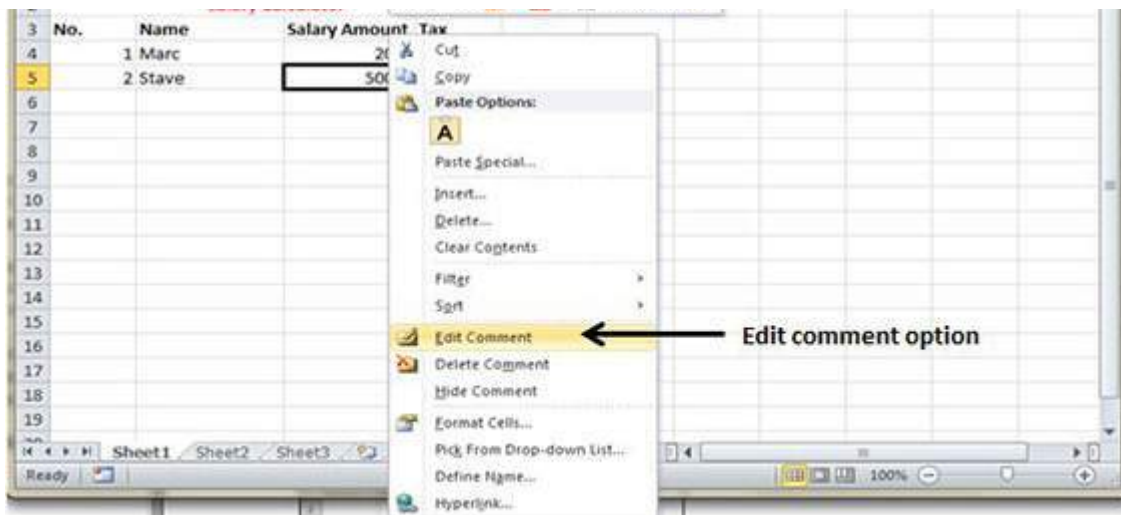 3 No. Name Salary Amount Tax
4 1 Marc 20
5 2 Stave 500
6
7
8
9
10
11
12
13
14
15
16
17
18
19
Cut
Copy
Paste Options:
A
Paste Special...
Insert...
Delete...
Clear Contents
Filter
Sort
Edit Comment
Delete Comment
Hide Comment
Format Cells...
Pick From Drop-down List...
Define Name...
Hyperlink...
Edit comment option
Sheet1 Sheet2 Sheet3
Ready 100%